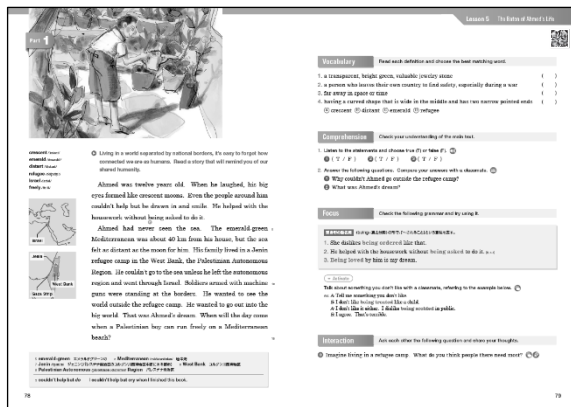 Part 1
crescent
emerald
distant
refugee
Israel
freely
Israel
Jenin
West Bank
Gaza Strip
Living in a world separated by national borders, it's easy to forget how
connected we are as humans. Read a story that will remind you of our
shared humanity.
Ahmed was twelve years old. When he laughed, his big
eyes formed like crescent moons. Even the people around him
couldn't help but be drawn in and smile. He helped with the
housework without being asked to do it.
Ahmed had never seen the sea. The emerald-green
Mediterranean was about 40 km from his house, but the sea
felt as distant as the moon for him. His family lived in a Jenin
refugee camp in the West Bank, the Palestinian Autonomous
Region. He couldn't go to the sea unless he left the autonomous
region and went through Israel. Soldiers armed with machine
guns were standing at the borders. He wanted to see the
world outside the refugee camp. He wanted to go out into the
big world. That was Ahmed's dream. When will the day come
when a Palestinian boy can run freely on a Mediterranean
beach?
emerald-green
Mediterranean
Jenin
West Bank
Palestinian Autonomous Region
couldn't help but do I couldn't help but cry when I finished the book.
78
Lesson 5 The Baton of Ahmed's Life
Vocabulary Read each definition and choose the best matching word.
1. a transparent, bright green, valuable jewelry stone ( )
2. a person who leaves their own country to find safety, especially during a war ( )
3. far away in space or time ( )
4. having a curved shape that is wide in the middle and has two narrow pointed ends ( )
crescent distant emerald refugee
Comprehension Check your understanding of the main text.
1. Listen to the statements and choose true (T) or false (F).
( T / F ) ( T / F ) ( T / F )
2. Answer the following questions. Compare your answers with a classmate.
Why couldn't Ahmed go outside the refugee camp?
What was Ahmed's dream?
Focus Check the following grammar and try using it.
1. She dislikes being ordered like that.
2. He helped with the housework without being asked to do it.
3. Being loved by him is my dream.
Talk about something you don't like with a classmate, referring to the example below.
A: Tell me something you don't like.
B: I don't like being treated like a child.
A: I don't like it either. I dislike being scolded in public.
B: I agree. That's terrible.
Interaction Ask each other the following question and share your thoughts.
Imagine living in a refugee camp. What do you think people there need most?
79